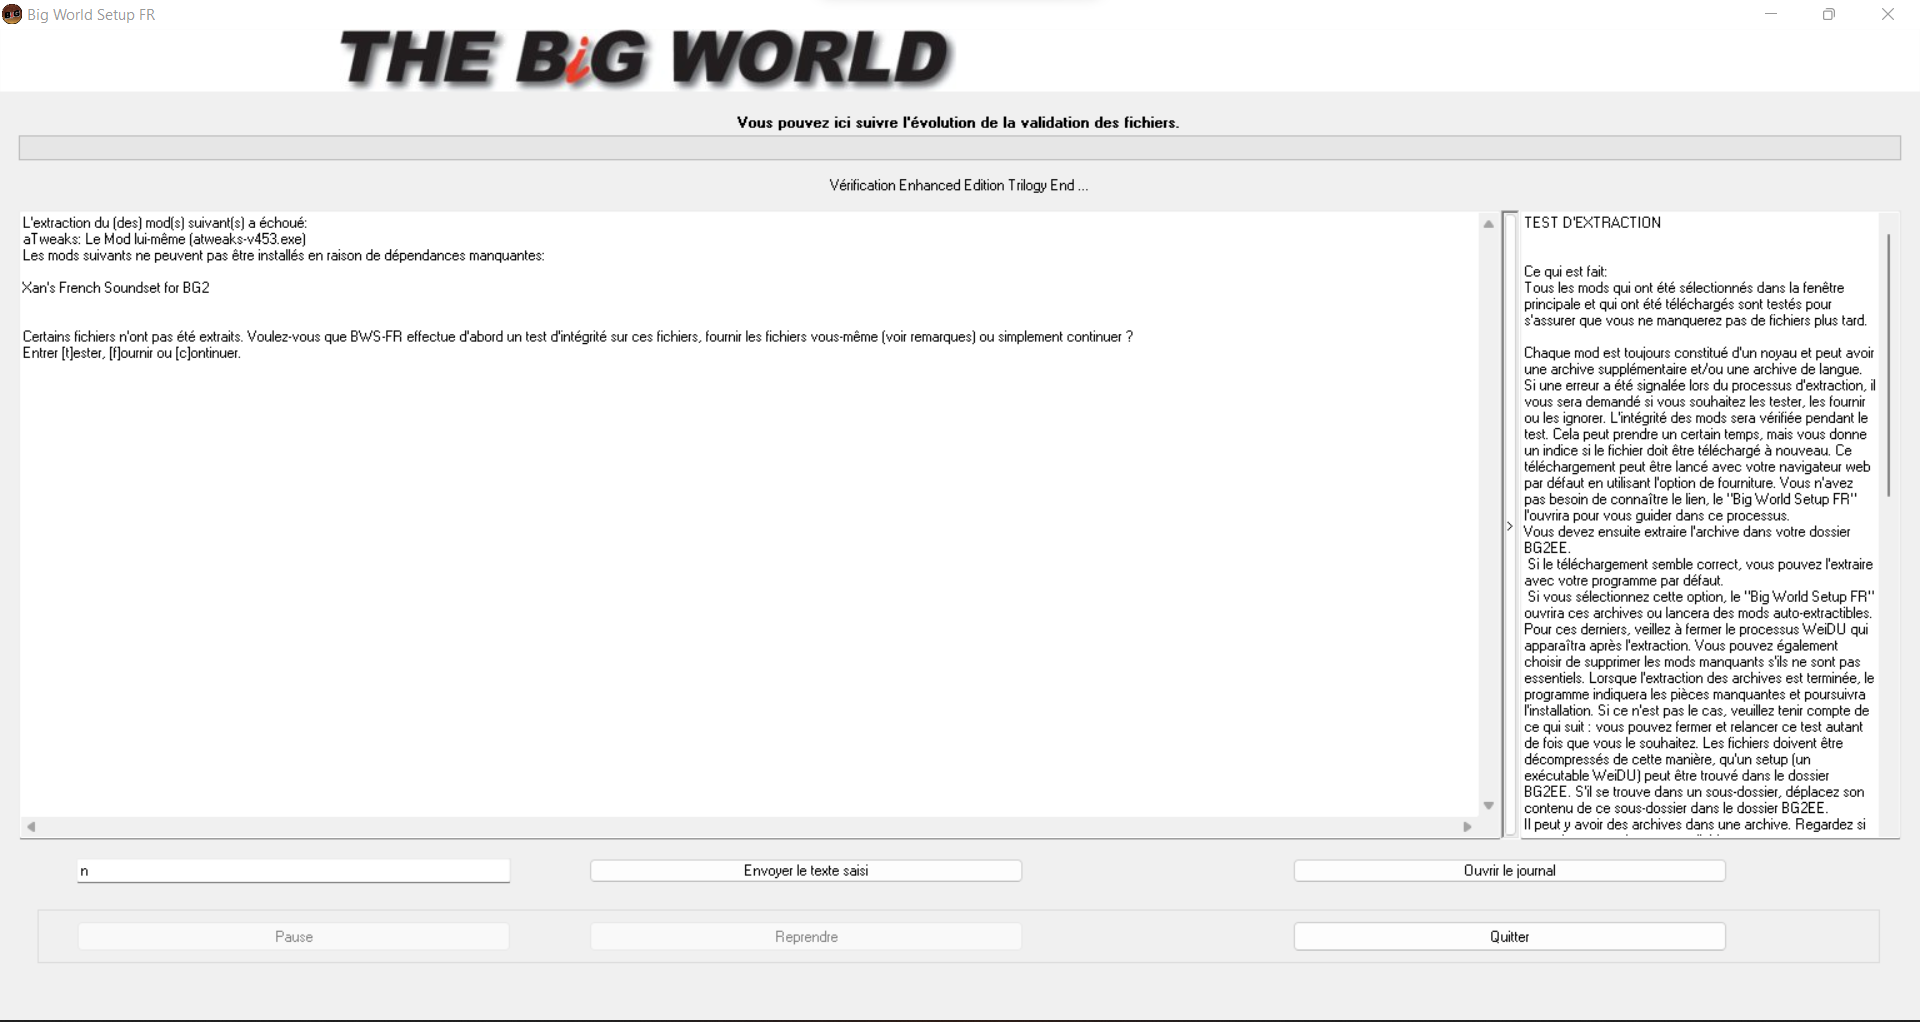 Big World Setup FR
THE BiG WORLD
Vous pouvez ici suivre l'évolution de la validation des fichiers.
Vérification Enhanced Edition Trilogy End ...
L'extraction du (des) mod(s) suivant(s) a échoué:
aTweaks: Le Mod lui-même (atweaks-v453.exe)
Les mods suivants ne peuvent pas être installés en raison de dépendances manquantes:
Xan's French Soundset for BG2
Certains fichiers n'ont pas été extraits. Voulez-vous que BWS-FR effectue d'abord un test d'intégrité sur ces fichiers, fournir les fichiers vous-même (voir remarques) ou simplement continuer ?
Entrer [t]ester, [f]ournir ou [c]ontinuer.
TEST D'EXTRACTION
Ce qui est fait:
Tous les mods qui ont été sélectionnés dans la fenêtre
principale et qui ont été téléchargés sont testés pour
s'assurer que vous ne manquerez pas de fichiers plus tard.
Chaque mod est toujours constitué d'un noyau et peut avoir
une archive supplémentaire et/ou une archive de langue.
Si une erreur a été signalée lors du processus d'extraction, il
vous sera demandé si vous souhaitez les tester, les fournir
ou les ignorer. L'intégrité des mods sera vérifiée pendant le
test. Cela peut prendre un certain temps, mais vous donne
un indice si le fichier doit être téléchargé à nouveau. Ce
téléchargement peut être lancé avec votre navigateur web
par défaut en utilisant l'option de fourniture. Vous n'avez
pas besoin de connaître le lien, le "Big World Setup FR"
l'ouvrira pour vous guider dans ce processus.
Vous devez ensuite extraire l'archive dans votre dossier
BG2EE.
Si le téléchargement semble correct, vous pouvez l'extraire
avec votre programme par défaut.
Si vous sélectionnez cette option, le "Big World Setup FR"
ouvrira ces archives ou lancera des mods auto-extractibles.
Pour ces derniers, veillez à fermer le processus WeiDU qui
apparaîtra après l'extraction. Vous pouvez également
choisir de supprimer les mods manquants s'ils ne sont pas
essentiels. Lorsque l'extraction des archives est terminée, le
programme indiquera les pièces manquantes et poursuivra
l'installation. Si ce n'est pas le cas, veuillez tenir compte de
ce qui suit : vous pouvez fermer et relancer ce test autant
de fois que vous le souhaitez. Les fichiers doivent être
décompressés de cette manière, qu'un setup (un
exécutable WeiDU) peut être trouvé dans le dossier
BG2EE. S'il se trouve dans un sous-dossier, déplacez son
contenu de ce sous-dossier dans le dossier BG2EE.
Il peut y avoir des archives dans une archive. Regardez si
n
Envoyer le texte saisi
Ouvrir le journal
Pause
Reprendre
Quitter